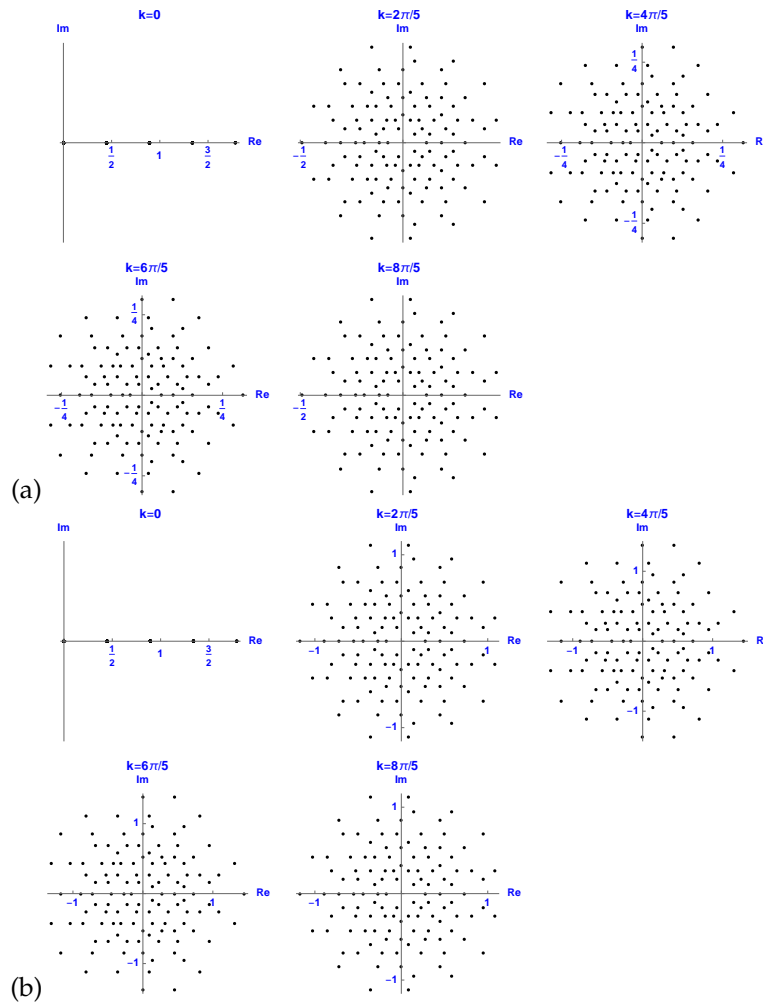 k=0
Im
Re
1/2
1
3/2
k=2π/5
Im
Re
-1/2
k=4π/5
Im
1/4
R
-1/4
1/4
-1/4
k=6π/5
Im
1/4
Re
-1/4
1/4
-1/4
k=8π/5
Im
Re
-1/2
(a)
k=0
Im
Re
1/2
1
3/2
k=2π/5
Im
1
Re
-1
1
-1
k=4π/5
Im
1
R
-1
1
-1
k=6π/5
Im
1
Re
-1
1
-1
k=8π/5
Im
1
Re
-1
1
-1
(b)